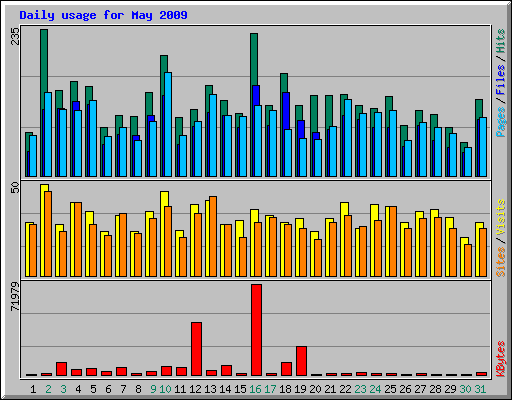 Daily usage for May 2009
235
Pages / Files / Hits
50
Sites / Visits
71979
KBytes
1 2 3 4 5 6 7 8 9 10 11 12 13 14 15 16 17 18 19 20 21 22 23 24 25 26 27 28 29 30 31